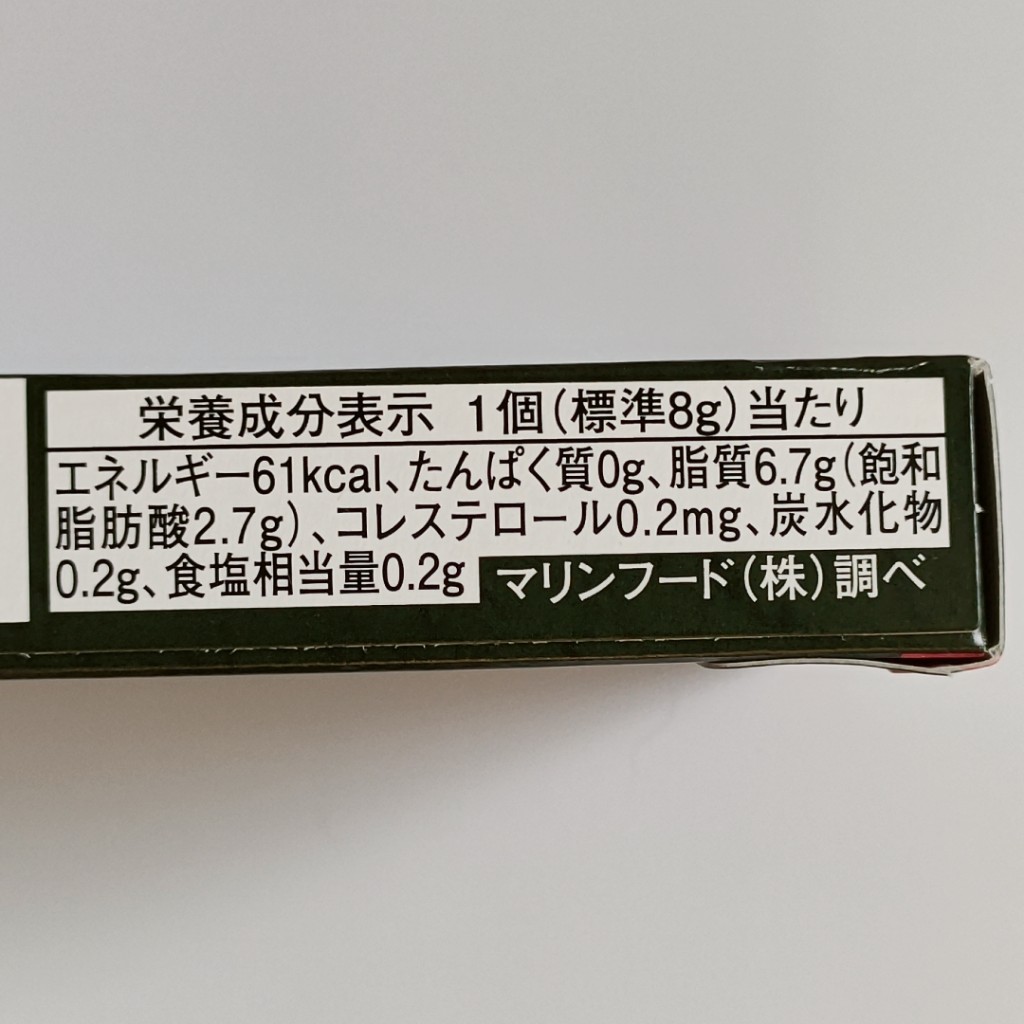 栄養成分表示 1個(標準8g)当たり
エネルギー61kcal、たんぱく質0g、脂質6.7g(飽和
脂肪酸2.7g)、コレステロール0.2mg、炭水化物
0.2g、食塩相当量0.2g マリンフード(株)調べ